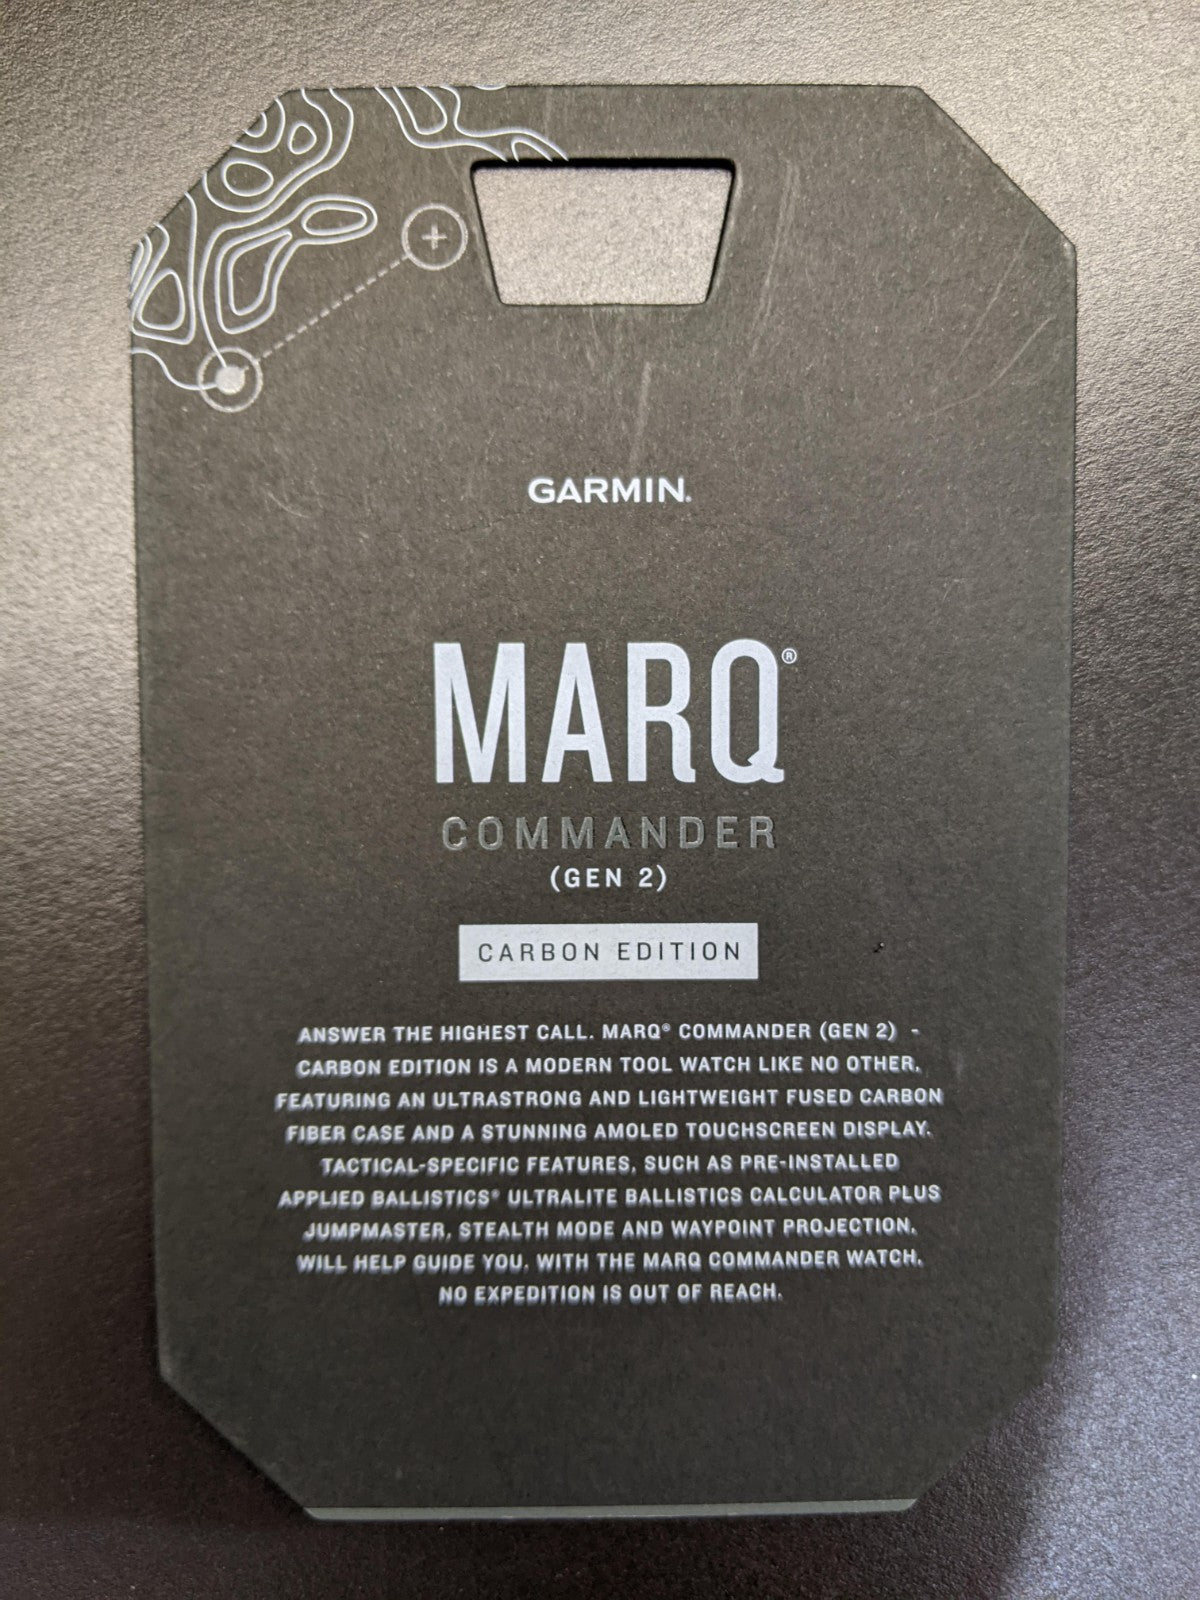 GARMIN.
MARQ®
COMMANDER
(GEN 2)
CARBON EDITION
ANSWER THE HIGHEST CALL. MARQ® COMMANDER (GEN 2) -
CARBON EDITION IS A MODERN TOOL WATCH LIKE NO OTHER,
FEATURING AN ULTRASTRONG AND LIGHTWEIGHT FUSED CARBON
FIBER CASE AND A STUNNING AMOLED TOUCHSCREEN DISPLAY.
TACTICAL-SPECIFIC FEATURES, SUCH AS PRE-INSTALLED
APPLIED BALLISTICS® ULTRALITE BALLISTICS CALCULATOR PLUS
JUMPMASTER, STEALTH MODE AND WAYPOINT PROJECTION,
WILL HELP GUIDE YOU, WITH THE MARQ COMMANDER WATCH,
NO EXPEDITION IS OUT OF REACH.